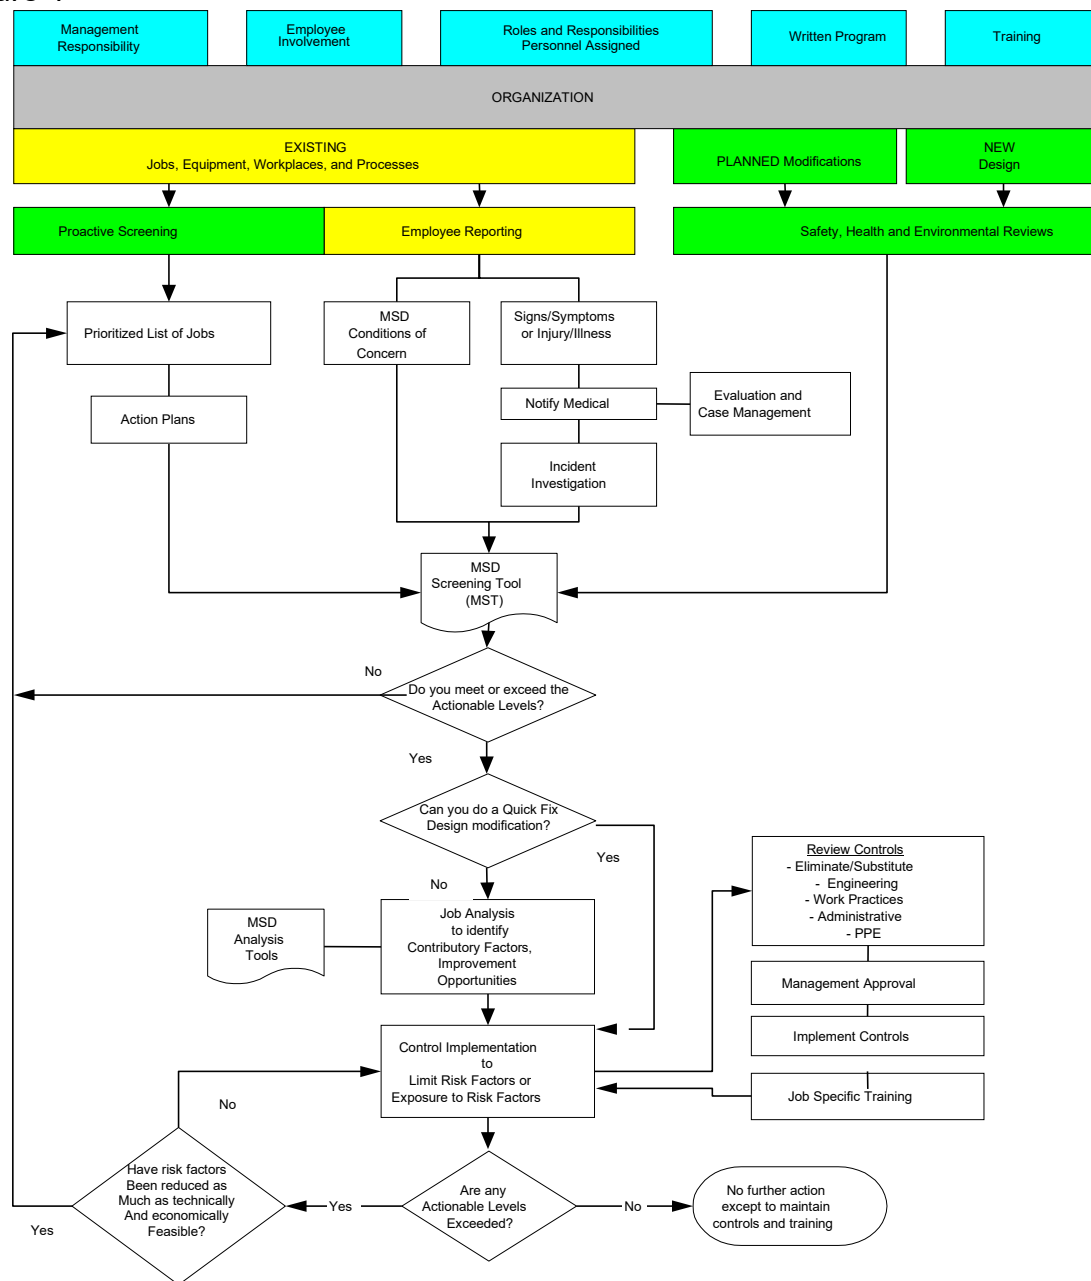 Management
Responsibility
Employee
Involvement
Roles and Responsibilities
Personnel Assigned
Written Program
Training
ORGANIZATION
EXISTING
Jobs, Equipment, Workplaces, and Processes
PLANNED Modifications
NEW
Design
Proactive Screening
Employee Reporting
Safety, Health and Environmental Reviews
Prioritized List of Jobs
MSD
Conditions of
Concern
Signs/Symptoms
or Injury/Illness
Action Plans
Notify Medical
Evaluation and
Case Management
Incident
Investigation
MSD
Screening Tool
(MST)
No
Do you meet or exceed the
Actionable Levels?
Yes
Can you do a Quick Fix
Design modification?
Yes
No
MSD
Analysis
Tools
Job Analysis
to identify
Contributory Factors,
Improvement
Opportunities
Review Controls
- Eliminate/Substitute
- Engineering
- Work Practices
- Administrative
- PPE
Management Approval
Implement Controls
Job Specific Training
Control Implementation
to
Limit Risk Factors or
Exposure to Risk Factors
No
Have risk factors
Been reduced as
Much as technically
And economically
Feasible?
Yes
Yes
Are any
Actionable Levels
Exceeded?
No
No further action
except to maintain
controls and training